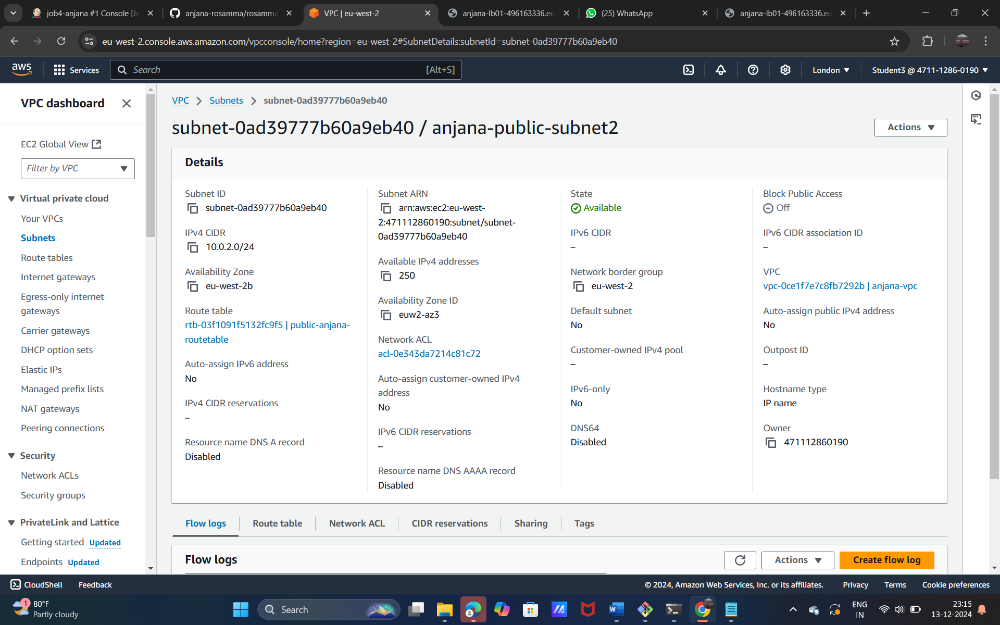 job4-anjana #1 Console [Je
anjana-rosamma/rosamma
VPC | eu-west-2
anjana-lb01-496163336.eu
(25) WhatsApp
anjana-lb01-496163336.eu
eu-west-2.console.aws.amazon.com/vpcconsole/home?region=eu-west-2#SubnetDetails:subnetId=subnet-0ad39777b60a9eb40
aws
Services
Search
[Alt+S]
London
Student3 @ 4711-1286-0190
VPC dashboard
EC2 Global View
Filter by VPC
Virtual private cloud
Your VPCs
Subnets
Route tables
Internet gateways
Egress-only internet
gateways
Carrier gateways
DHCP option sets
Elastic IPs
Managed prefix lists
NAT gateways
Peering connections
Security
Network ACLs
Security groups
PrivateLink and Lattice
Getting started Updated
Endpoints Updated
VPC > Subnets > subnet-0ad39777b60a9eb40
subnet-0ad39777b60a9eb40 / anjana-public-subnet2
Actions
Details
Subnet ID
subnet-0ad39777b60a9eb40
IPv4 CIDR
10.0.2.0/24
Availability Zone
eu-west-2b
Route table
rtb-03f1091f5132fc9f5 | public-anjana-
routetable
Auto-assign IPv6 address
No
IPv4 CIDR reservations
–
Resource name DNS A record
Disabled
Subnet ARN
arn:aws:ec2:eu-west-
2:471112860190:subnet/subnet-
0ad39777b60a9eb40
Available IPv4 addresses
250
Availability Zone ID
euw2-az3
Network ACL
acl-0e343da7214c81c72
Auto-assign customer-owned IPv4
address
No
IPv6 CIDR reservations
–
Resource name DNS AAAA record
Disabled
State
Available
IPv6 CIDR
–
Network border group
eu-west-2
Default subnet
No
Customer-owned IPv4 pool
–
IPv6-only
No
DNS64
Disabled
Block Public Access
Off
IPv6 CIDR association ID
–
VPC
vpc-0ce1f7e7c8fb7292b | anjana-vpc
Auto-assign public IPv4 address
No
Outpost ID
–
Hostname type
IP name
Owner
471112860190
Flow logs
Route table
Network ACL
CIDR reservations
Sharing
Tags
Flow logs
Actions
Create flow log
CloudShell
Feedback
© 2024, Amazon Web Services, Inc. or its affiliates.
Privacy
Terms
Cookie preferences
1
80°F
Partly cloudy
Search
ENG
IN
23:15
13-12-2024